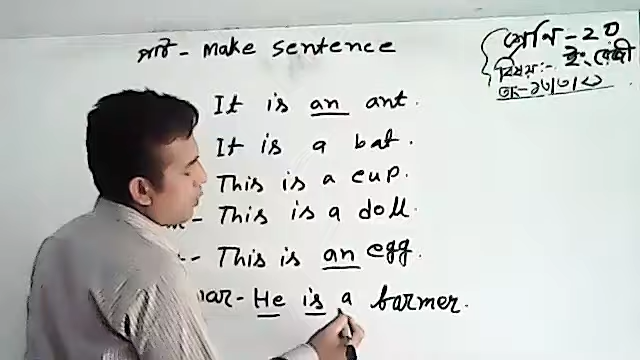 পাঠ- Make Sentence
শ্রেণি-২০
বিষয়:- ইংরেজী
It is an ant.
It is a bat.
This is a cup.
This is a doll.
This is an egg.
He is a barmer.